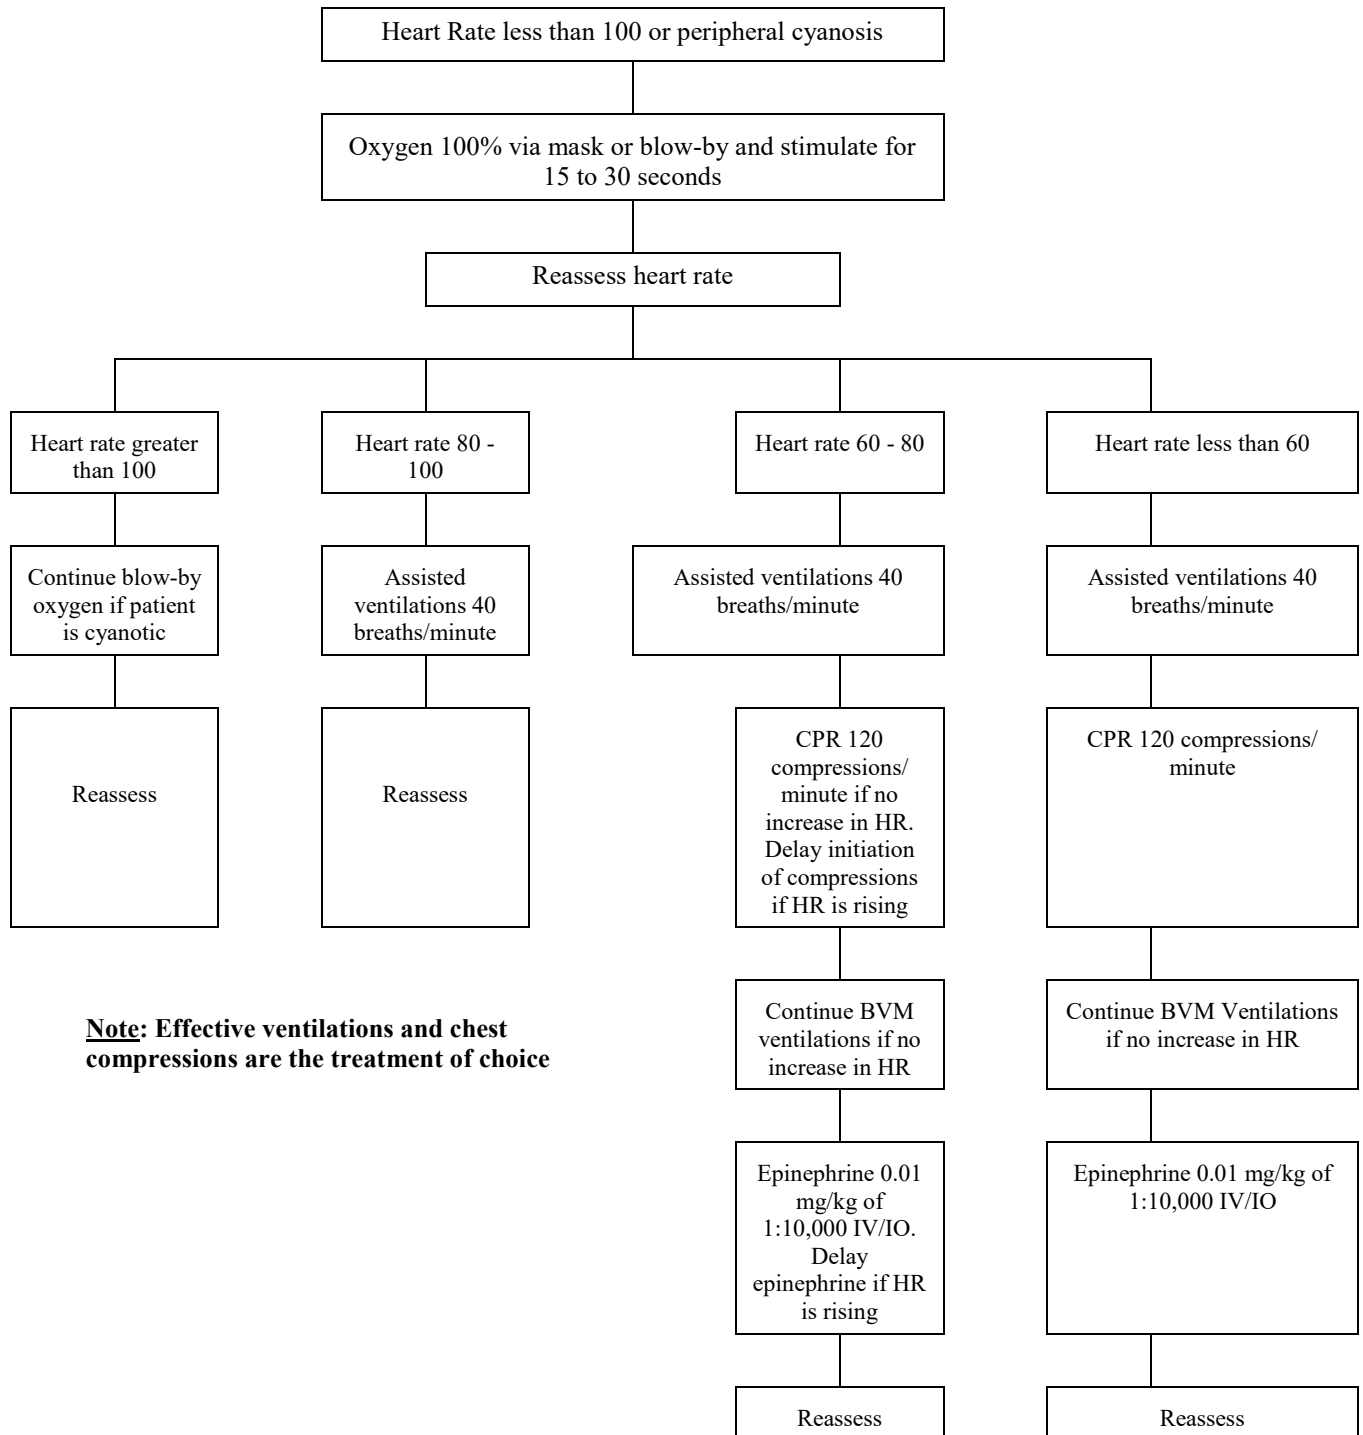 Heart Rate less than 100 or peripheral cyanosis
Oxygen 100% via mask or blow-by and stimulate for
15 to 30 seconds
Reassess heart rate
Heart rate greater
than 100
Heart rate 80 -
100
Heart rate 60 - 80
Heart rate less than 60
Continue blow-by
oxygen if patient
is cyanotic
Assisted
ventilations 40
breaths/minute
Assisted ventilations 40
breaths/minute
Assisted ventilations 40
breaths/minute
Reassess
Reassess
CPR 120
compressions/
minute if no
increase in HR.
Delay initiation
of compressions
if HR is rising
CPR 120 compressions/
minute
Note: Effective ventilations and chest
compressions are the treatment of choice
Continue BVM
ventilations if no
increase in HR
Continue BVM Ventilations
if no increase in HR
Epinephrine 0.01
mg/kg of
1:10,000 IV/IO.
Delay
epinephrine if HR
is rising
Epinephrine 0.01 mg/kg of
1:10,000 IV/IO
Reassess
Reassess